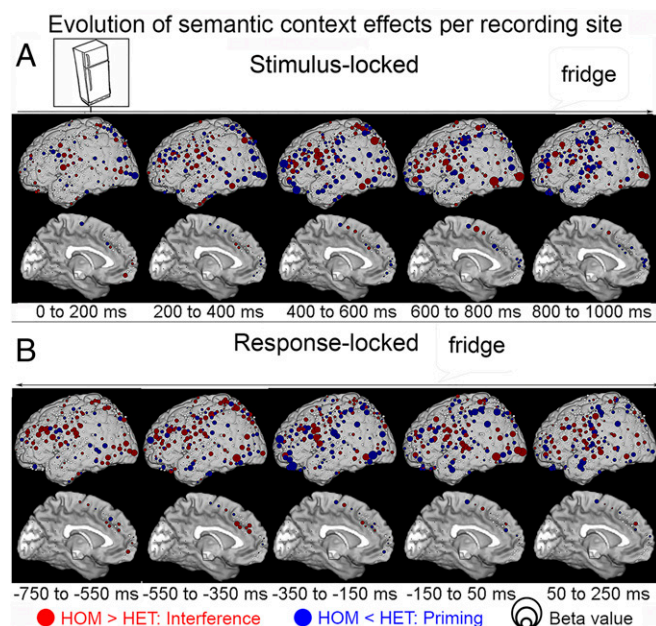 Evolution of semantic context effects per recording site
A
Stimulus-locked
fridge
0 to 200 ms 200 to 400 ms 400 to 600 ms 600 to 800 ms 800 to 1000 ms
B
Response-locked fridge
-750 to -550 ms -550 to -350 ms -350 to -150 ms -150 to 50 ms 50 to 250 ms
HOM > HET: Interference HOM < HET: Priming Beta value